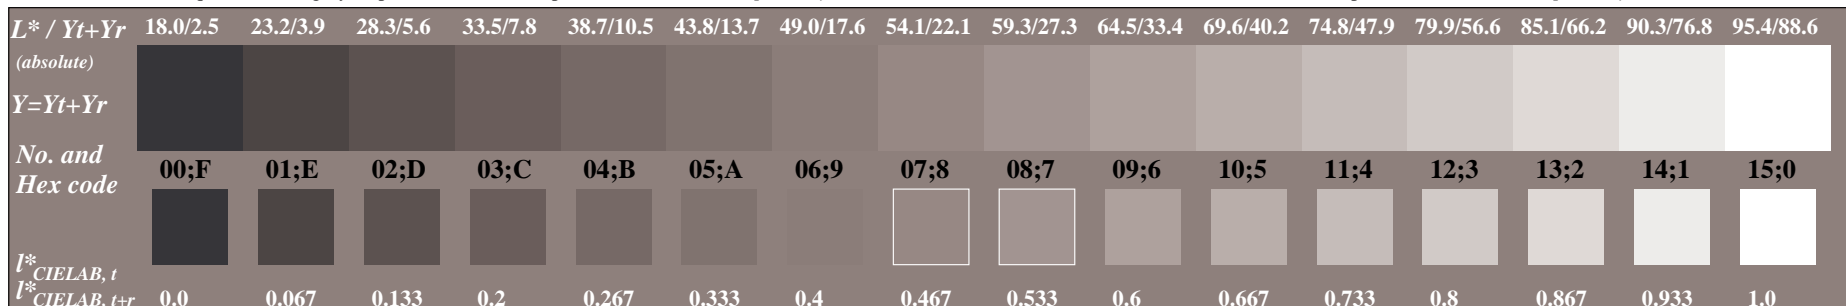 L* / Yt+Yr 18.0/2.5 23.2/3.9 28.3/5.6 33.5/7.8 38.7/10.5 43.8/13.7 49.0/17.6 54.1/22.1 59.3/27.3 64.5/33.4 69.6/40.2 74.8/47.9 79.9/56.6 85.1/66.2 90.3/76.8 95.4/88.6
(absolute)
Y=Yt+Yr
No. and
Hex code 00;F 01;E 02;D 03;C 04;B 05;A 06;9 07;8 08;7 09;6 10;5 11;4 12;3 13;2 14;1 15;0
l*CIELAB, t
l*CIELAB, t+r 0.0 0.067 0.133 0.2 0.267 0.333 0.4 0.467 0.533 0.6 0.667 0.733 0.8 0.867 0.933 1.0